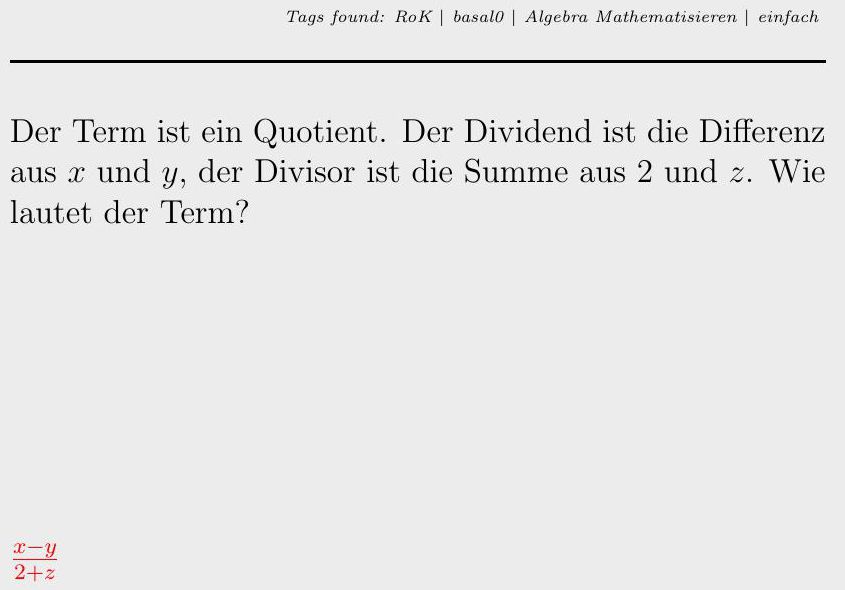 Tags found: RoK | basal0 | Algebra Mathematisieren | einfach
Der Term ist ein Quotient. Der Dividend ist die Differenz
aus x und y, der Divisor ist die Summe aus 2 und z. Wie
lautet der Term?
x−y
2+z